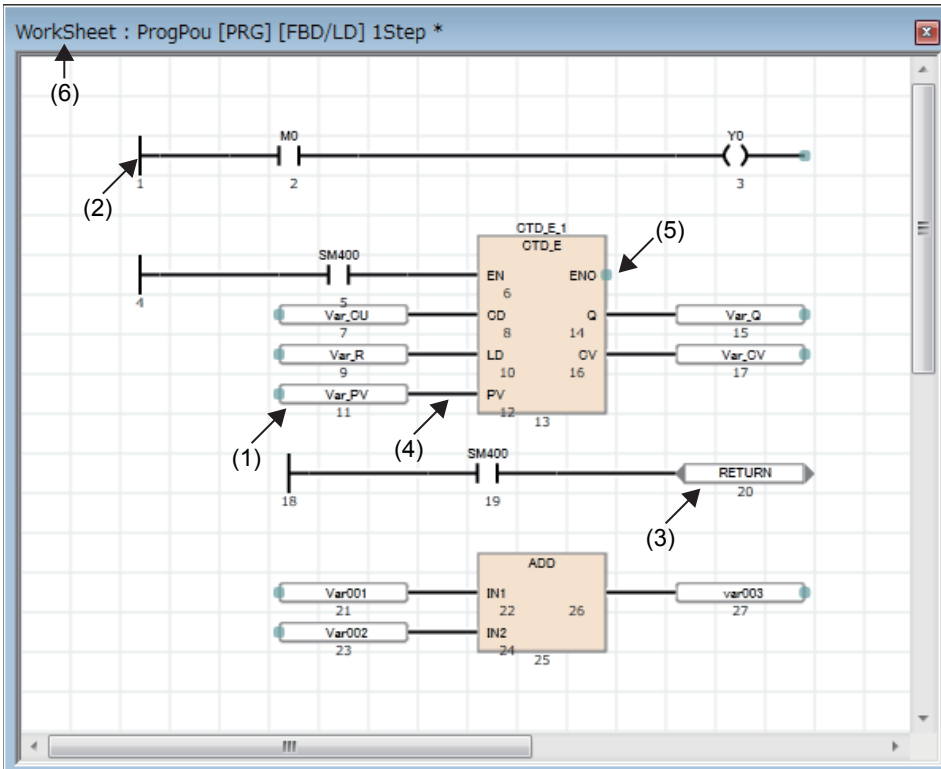 WorkSheet : ProgPou [PRG] [FBD/LD] 1Step *
(6)
M0
Y0
(2)
1
2
3
CTD_E_1
CTD_E
(5)
SM400
EN
ENO
4
5
6
Var_CU
CD
Q
Var_Q
7
8
14
15
Var_R
LD
CV
Var_CV
9
10
16
17
Var_PV
PV
11
12
13
(1)
(4)
SM400
RETURN
18
19
20
(3)
ADD
Var001
IN1
var003
21
22
26
27
Var002
IN2
23
24
25